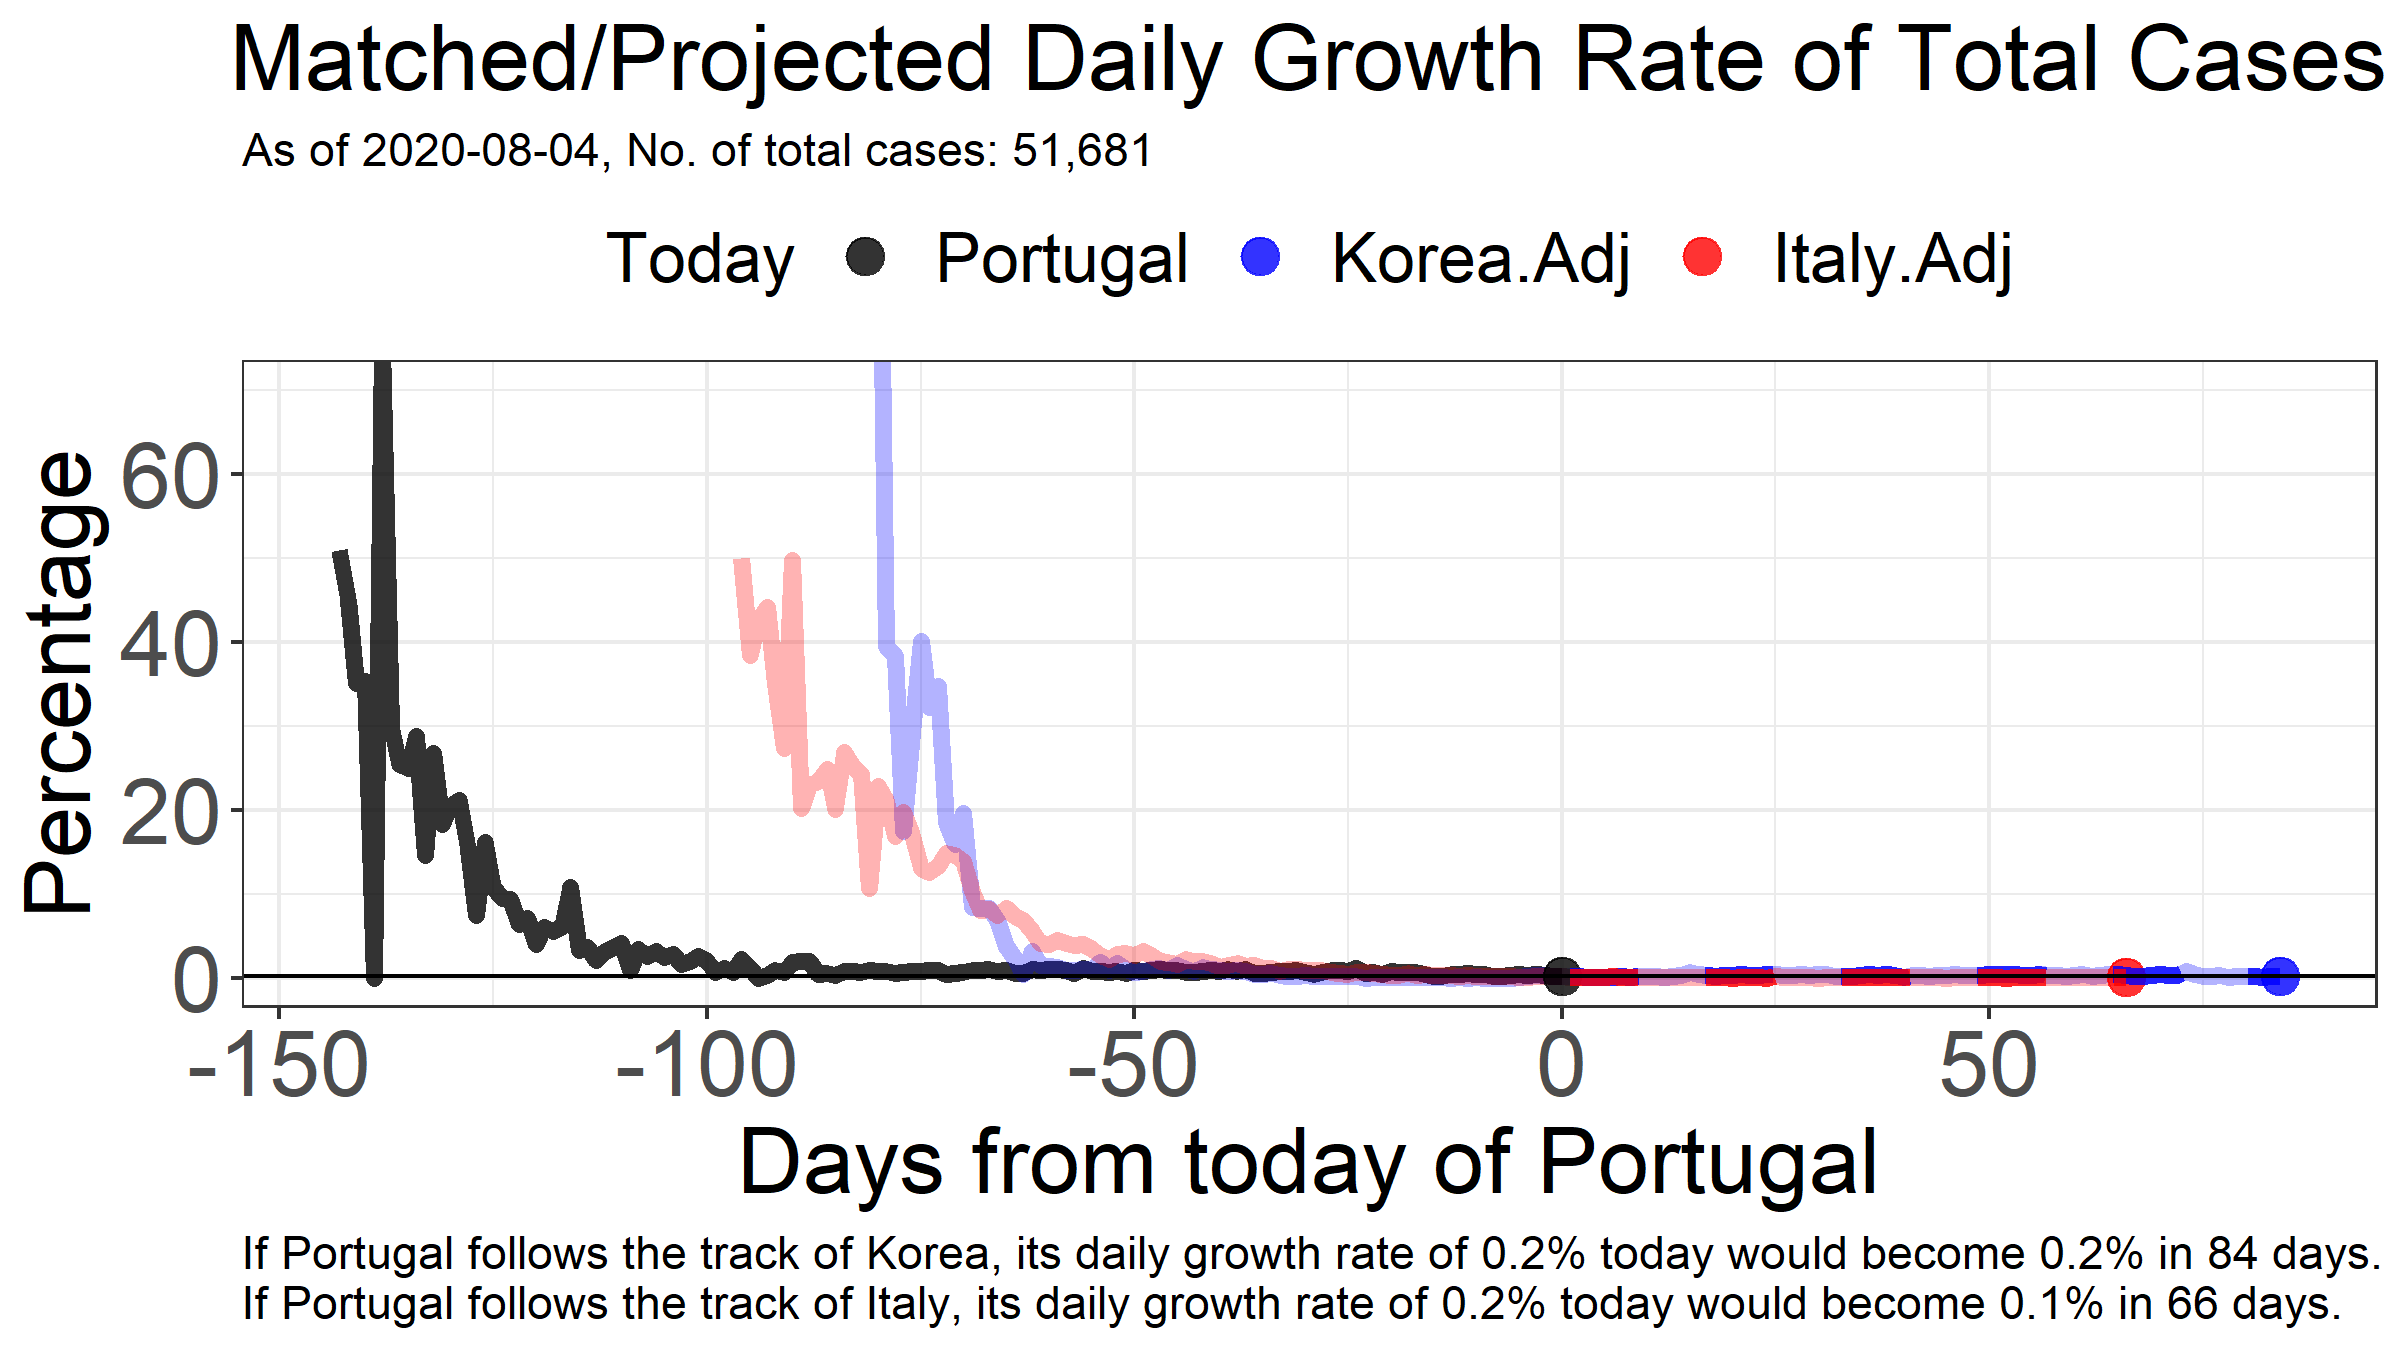 Matched/Projected Daily Growth Rate of Total Cases
As of 2020-08-04, No. of total cases: 51,681
Today Portugal Korea.Adj Italy.Adj
Percentage
60
40
20
0
-150 -100 -50 0 50
Days from today of Portugal
If Portugal follows the track of Korea, its daily growth rate of 0.2% today would become 0.2% in 84 days.
If Portugal follows the track of Italy, its daily growth rate of 0.2% today would become 0.1% in 66 days.